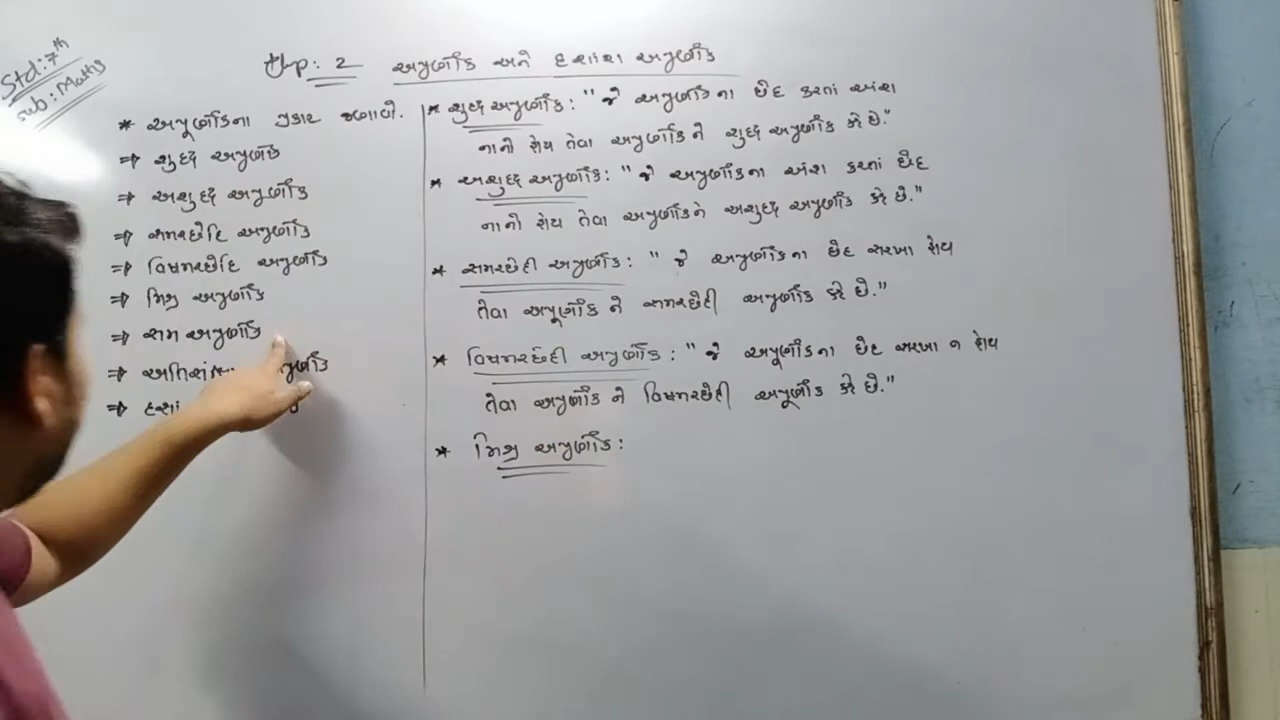 Std: 7th
Sub: Maths
Chp: 2 અપૂર્ણાંક અને દશાંશ અપૂર્ણાંક
* અપૂર્ણાંકના પ્રકાર જણાવો.
⇒ શુદ્ધ અપૂર્ણાંક
⇒ અશુદ્ધ અપૂર્ણાંક
⇒ સમચ્છેદિ અપૂર્ણાંક
⇒ વિષમચ્છેદિ અપૂર્ણાંક
⇒ મિશ્ર અપૂર્ણાંક
⇒ સમ અપૂર્ણાંક
⇒
⇒
* શુદ્ધ અપૂર્ણાંક: "જે અપૂર્ણાંકના છેદ કરતાં અંશ
નાનો હોય તેવા અપૂર્ણાંકને શુદ્ધ અપૂર્ણાંક કહે છે."
* અશુદ્ધ અપૂર્ણાંક: "જે અપૂર્ણાંકના અંશ કરતાં છેદ
નાનો હોય તેવા અપૂર્ણાંકને અશુદ્ધ અપૂર્ણાંક કહે છે."
* સમચ્છેદી અપૂર્ણાંક: "જે અપૂર્ણાંકના છેદ સરખા હોય
તેવા અપૂર્ણાંક ને સમચ્છેદી અપૂર્ણાંક કહે છે."
* વિષમચ્છેદી અપૂર્ણાંક: "જે અપૂર્ણાંકના છેદ સરખા ન હોય
તેવા અપૂર્ણાંક ને વિષમચ્છેદી અપૂર્ણાંક કહે છે."
* મિશ્ર અપૂર્ણાંક: